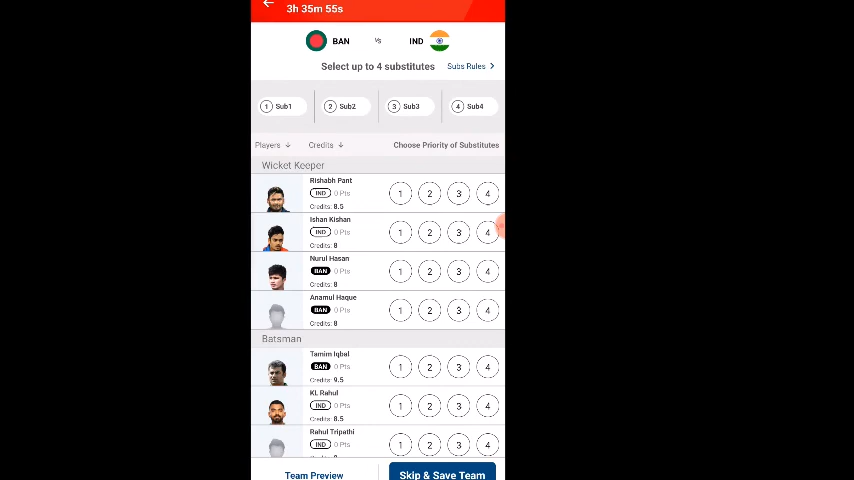 3h 35m 55s
BAN Vs IND
Select up to 4 substitutes Subs Rules
1 Sub1 2 Sub2 3 Sub3 4 Sub4
Players Credits Choose Priority of Substitutes
Wicket Keeper
Rishabh Pant
IND 0 Pts 1 2 3 4
Credits: 8.5
Ishan Kishan
IND 0 Pts 1 2 3 4
Credits: 8
Nurul Hasan
BAN 0 Pts 1 2 3 4
Credits: 8
Anamul Haque
BAN 0 Pts 1 2 3 4
Credits: 8
Batsman
Tamim Iqbal
BAN 0 Pts 1 2 3 4
Credits: 9.5
KL Rahul
IND 0 Pts 1 2 3 4
Credits: 8.5
Rahul Tripathi
IND 0 Pts 1 2 3 4
Team Preview Skip & Save Team